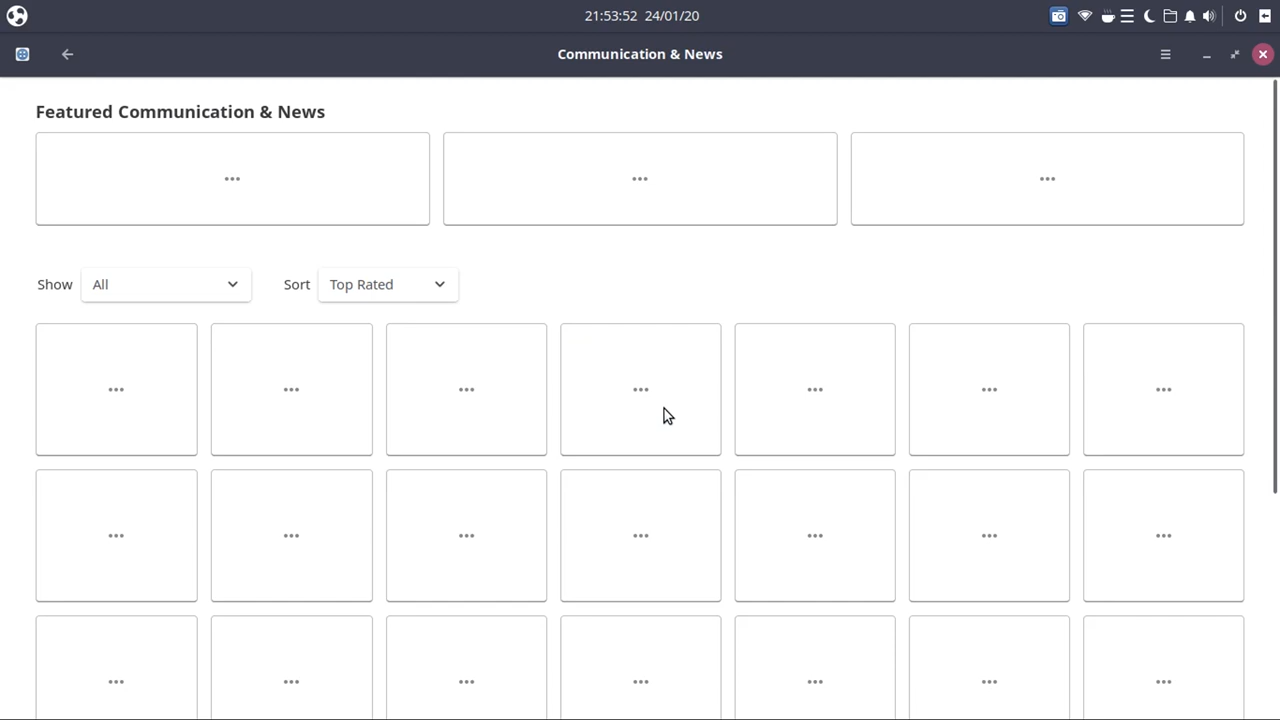 21:53:52 24/01/20
Communication & News
Featured Communication & News
... ... ...
Show All Sort Top Rated
... ... ... ... ... ... ...
... ... ... ... ... ... ...
... ... ... ... ... ... ...